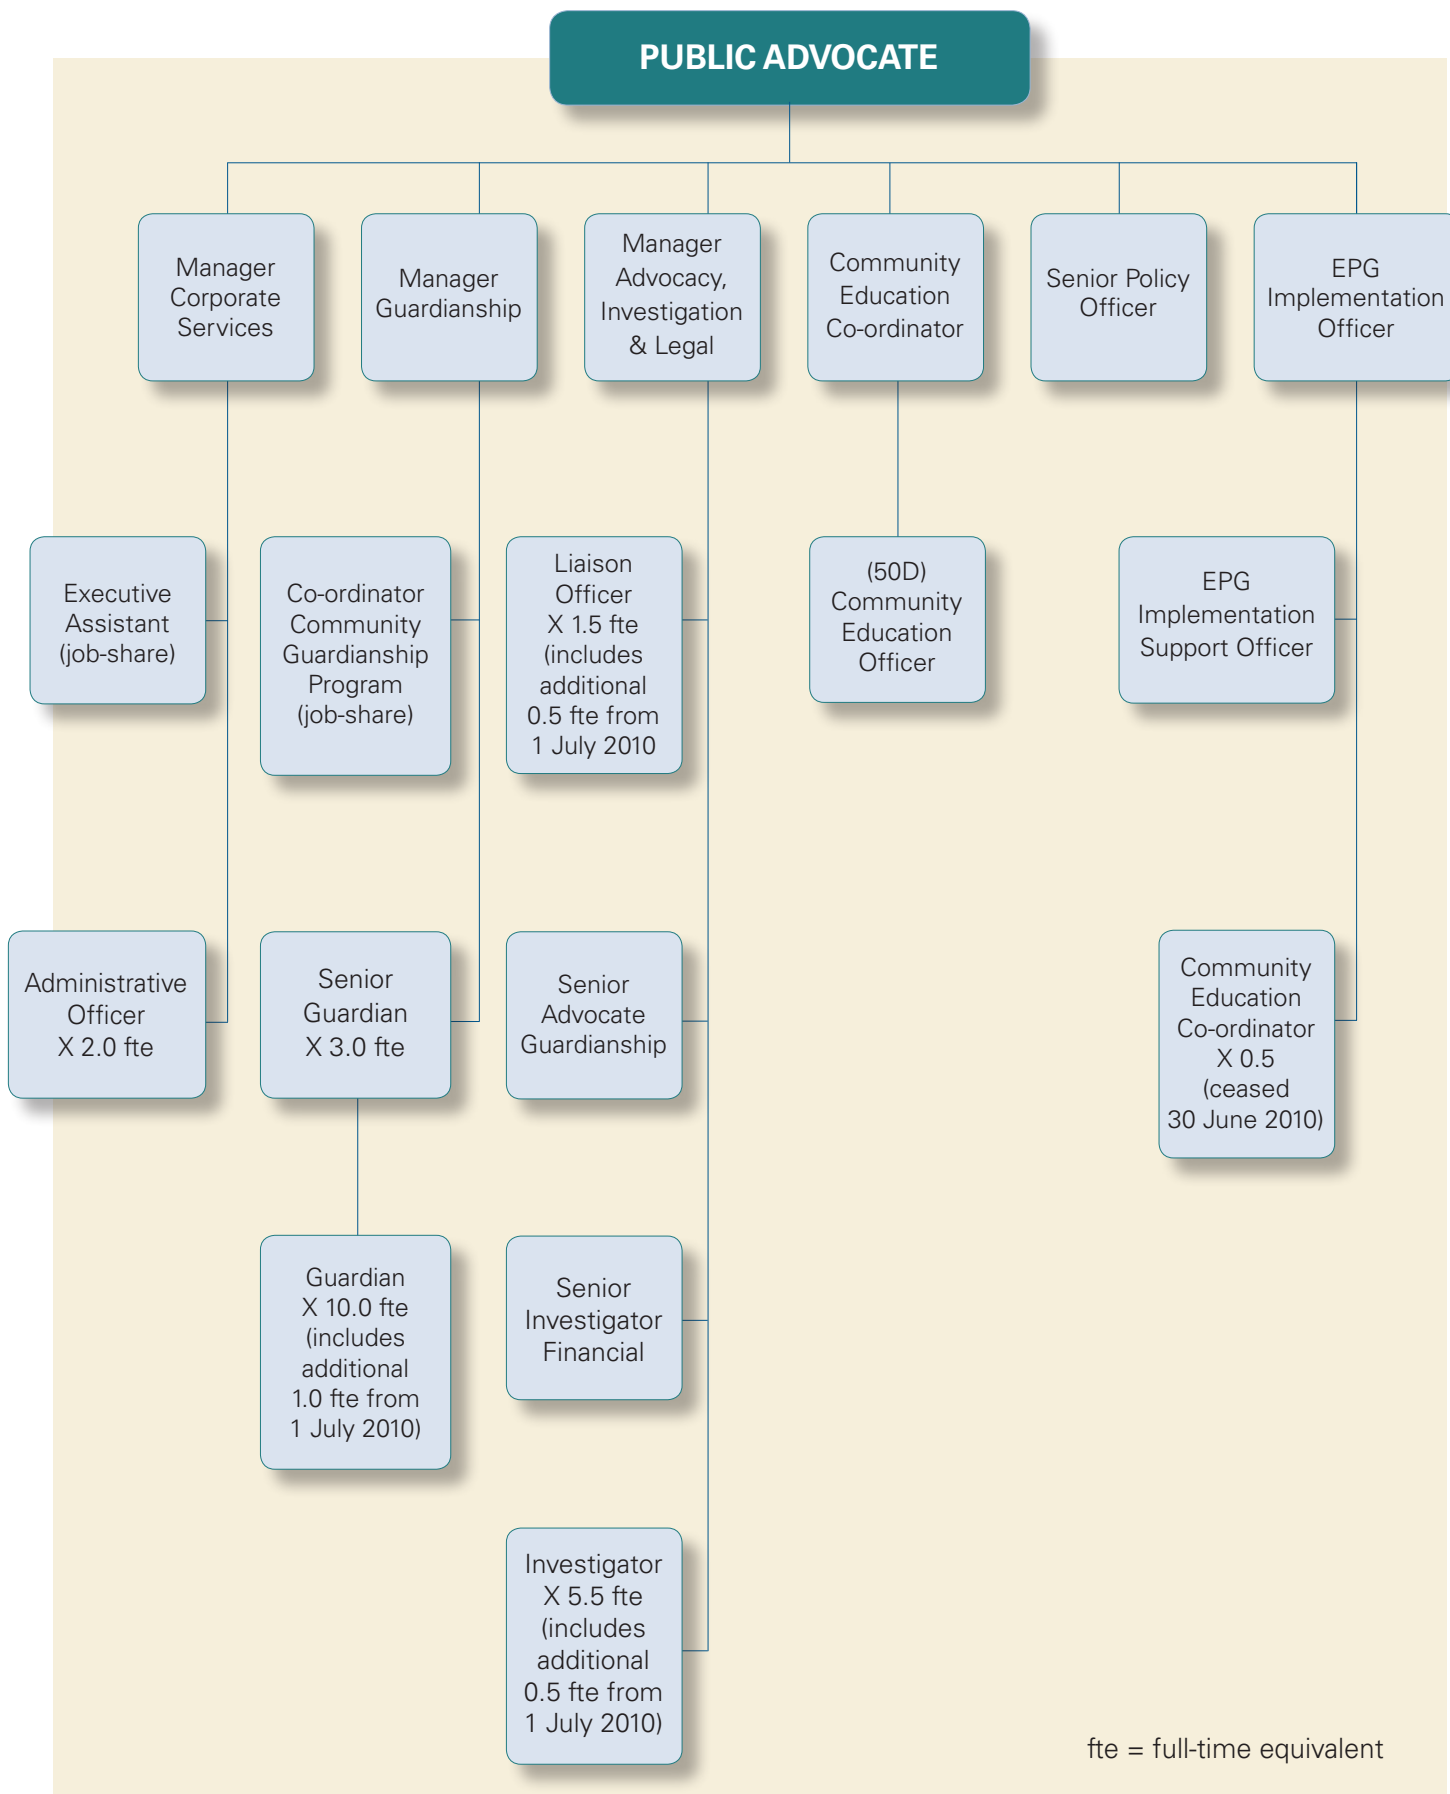 PUBLIC ADVOCATE
Manager
Corporate
Services
Manager
Guardianship
Manager
Advocacy,
Investigation
& Legal
Community
Education
Co-ordinator
Senior Policy
Officer
EPG
Implementation
Officer
Executive
Assistant
(job-share)
Co-ordinator
Community
Guardianship
Program
(job-share)
Liaison
Officer
X 1.5 fte
(includes
additional
0.5 fte from
1 July 2010
(50D)
Community
Education
Officer
EPG
Implementation
Support Officer
Administrative
Officer
X 2.0 fte
Senior
Guardian
X 3.0 fte
Senior
Advocate
Guardianship
Community
Education
Co-ordinator
X 0.5
(ceased
30 June 2010)
Guardian
X 10.0 fte
(includes
additional
1.0 fte from
1 July 2010)
Senior
Investigator
Financial
Investigator
X 5.5 fte
(includes
additional
0.5 fte from
1 July 2010)
fte = full-time equivalent